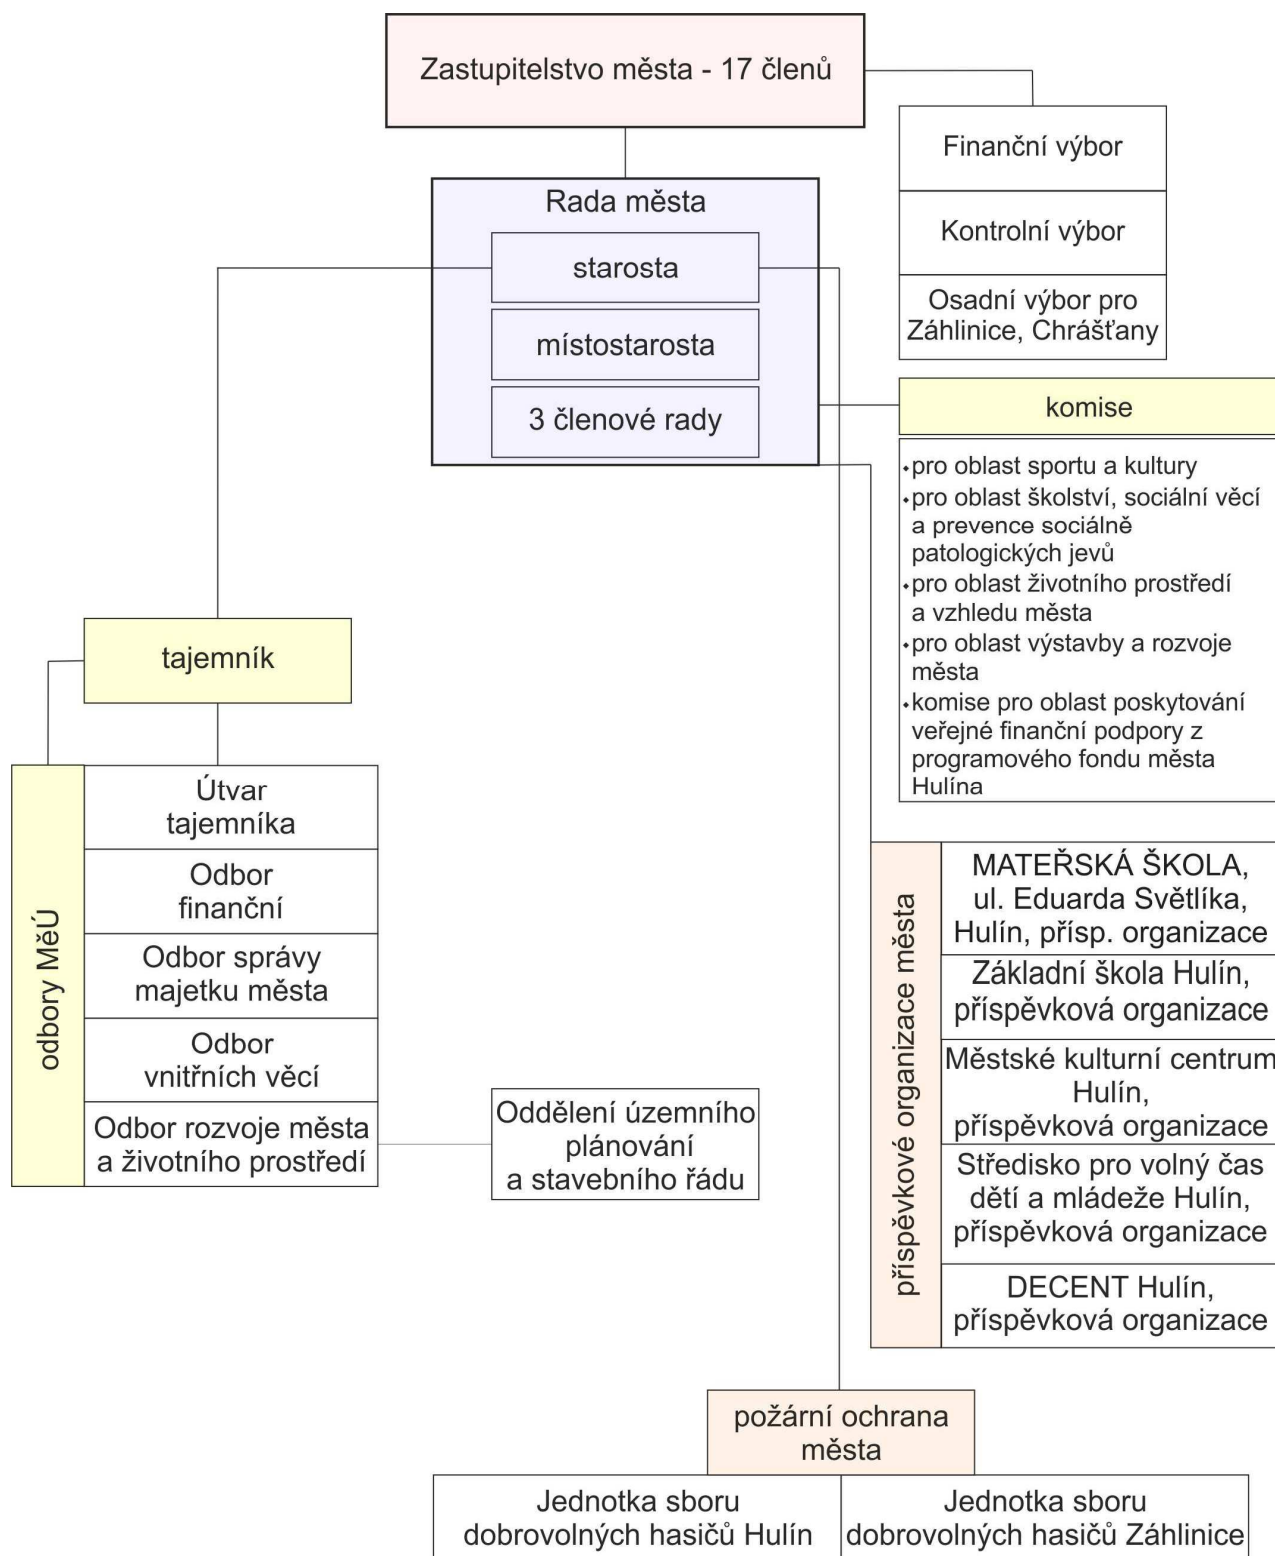 Zastupitelstvo města - 17 členů
Finanční výbor
Kontrolní výbor
Osadní výbor pro
Záhlinice, Chrášťany
Rada města
starosta
místostarosta
3 členové rady
komise
pro oblast sportu a kultury
pro oblast školství, sociální věcí
a prevence sociálně
patologických jevů
pro oblast životního prostředí
a vzhledu města
pro oblast výstavby a rozvoje
města
komise pro oblast poskytování
veřejné finanční podpory z
programového fondu města
Hulína
tajemník
odbory MěÚ
Útvar
tajemníka
Odbor
finanční
Odbor správy
majetku města
Odbor
vnitřních věcí
Odbor rozvoje města
a životního prostředí
Oddělení územního
plánování
a stavebního řádu
příspěvkové organizace města
MATEŘSKÁ ŠKOLA,
ul. Eduarda Světlíka,
Hulín, přísp. organizace
Základní škola Hulín,
příspěvková organizace
Městské kulturní centrum
Hulín,
příspěvková organizace
Středisko pro volný čas
dětí a mládeže Hulín,
příspěvková organizace
DECENT Hulín,
příspěvková organizace
požární ochrana
města
Jednotka sboru
dobrovolných hasičů Hulín
Jednotka sboru
dobrovolných hasičů Záhlinice